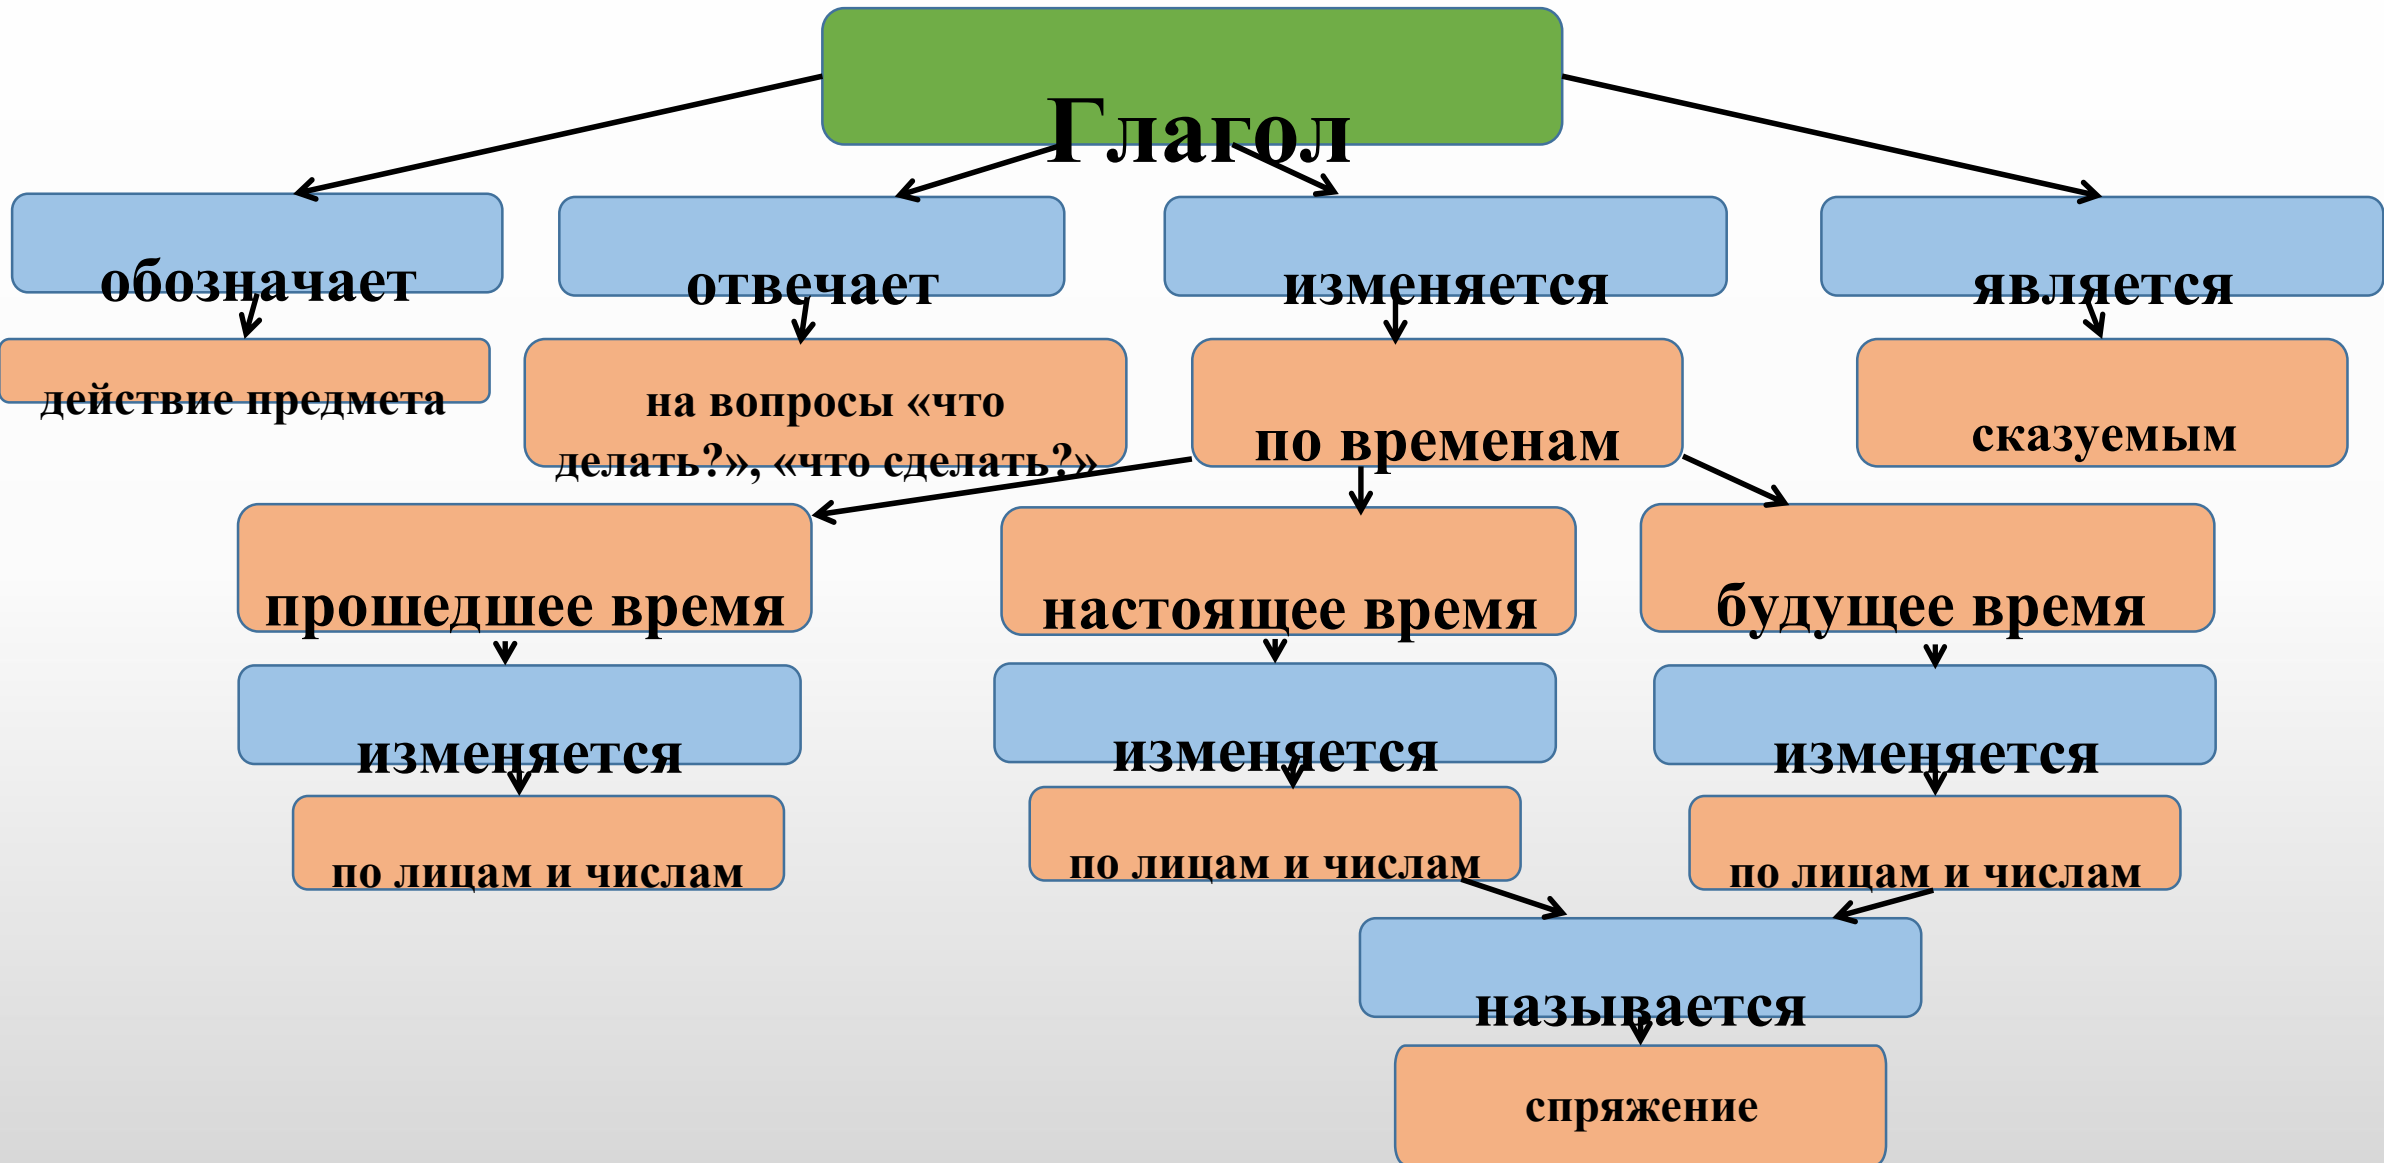 Глагол
обозначает
отвечает
изменяется
является
действие предмета
на вопросы «что
делать?», «что сделать?»
по временам
сказуемым
прошедшее время
настоящее время
будущее время
изменяется
изменяется
изменяется
по лицам и числам
по лицам и числам
по лицам и числам
называется
спряжение